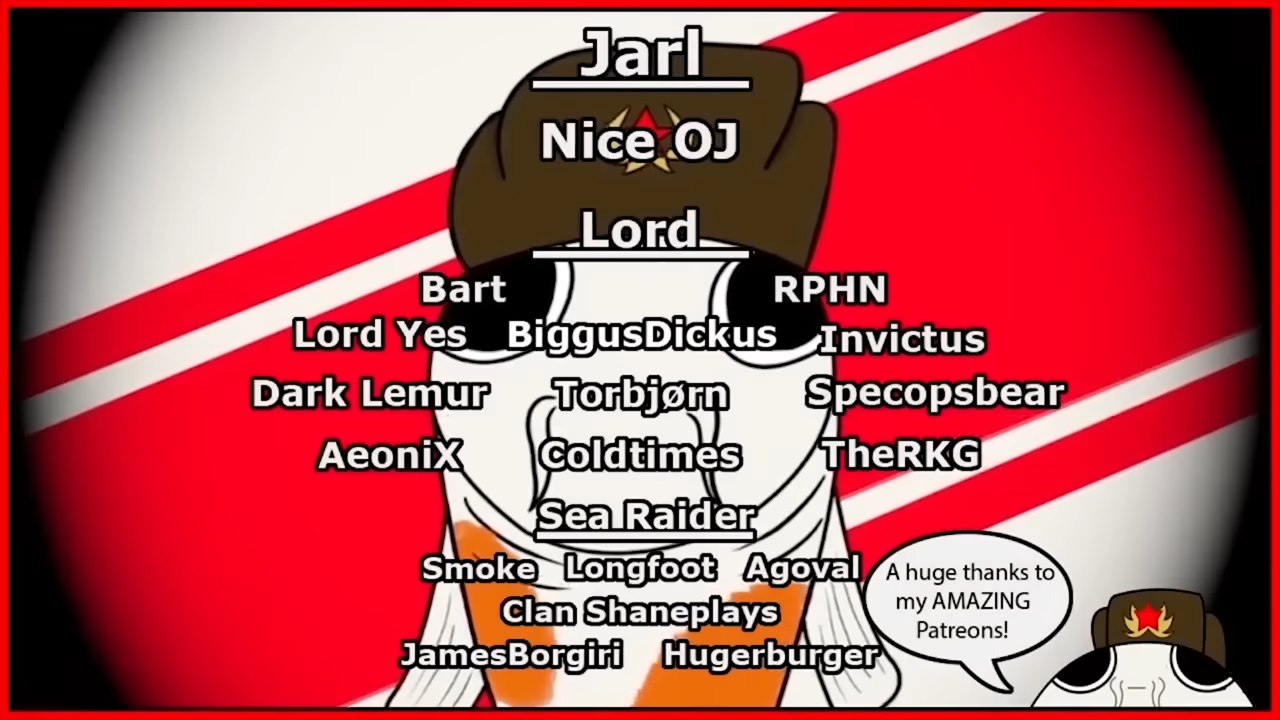 Jarl
Nice OJ
Lord
Bart RPHN
Lord Yes BiggusDickus Invictus
Dark Lemur Torbjørn Specopsbear
AeoniX Coldtimes TheRKG
Sea Raider
Smoke Longfoot Agoval
Clan Shaneplays
JamesBorgiri Hugerburger
A huge thanks to
my AMAZING
Patreons!